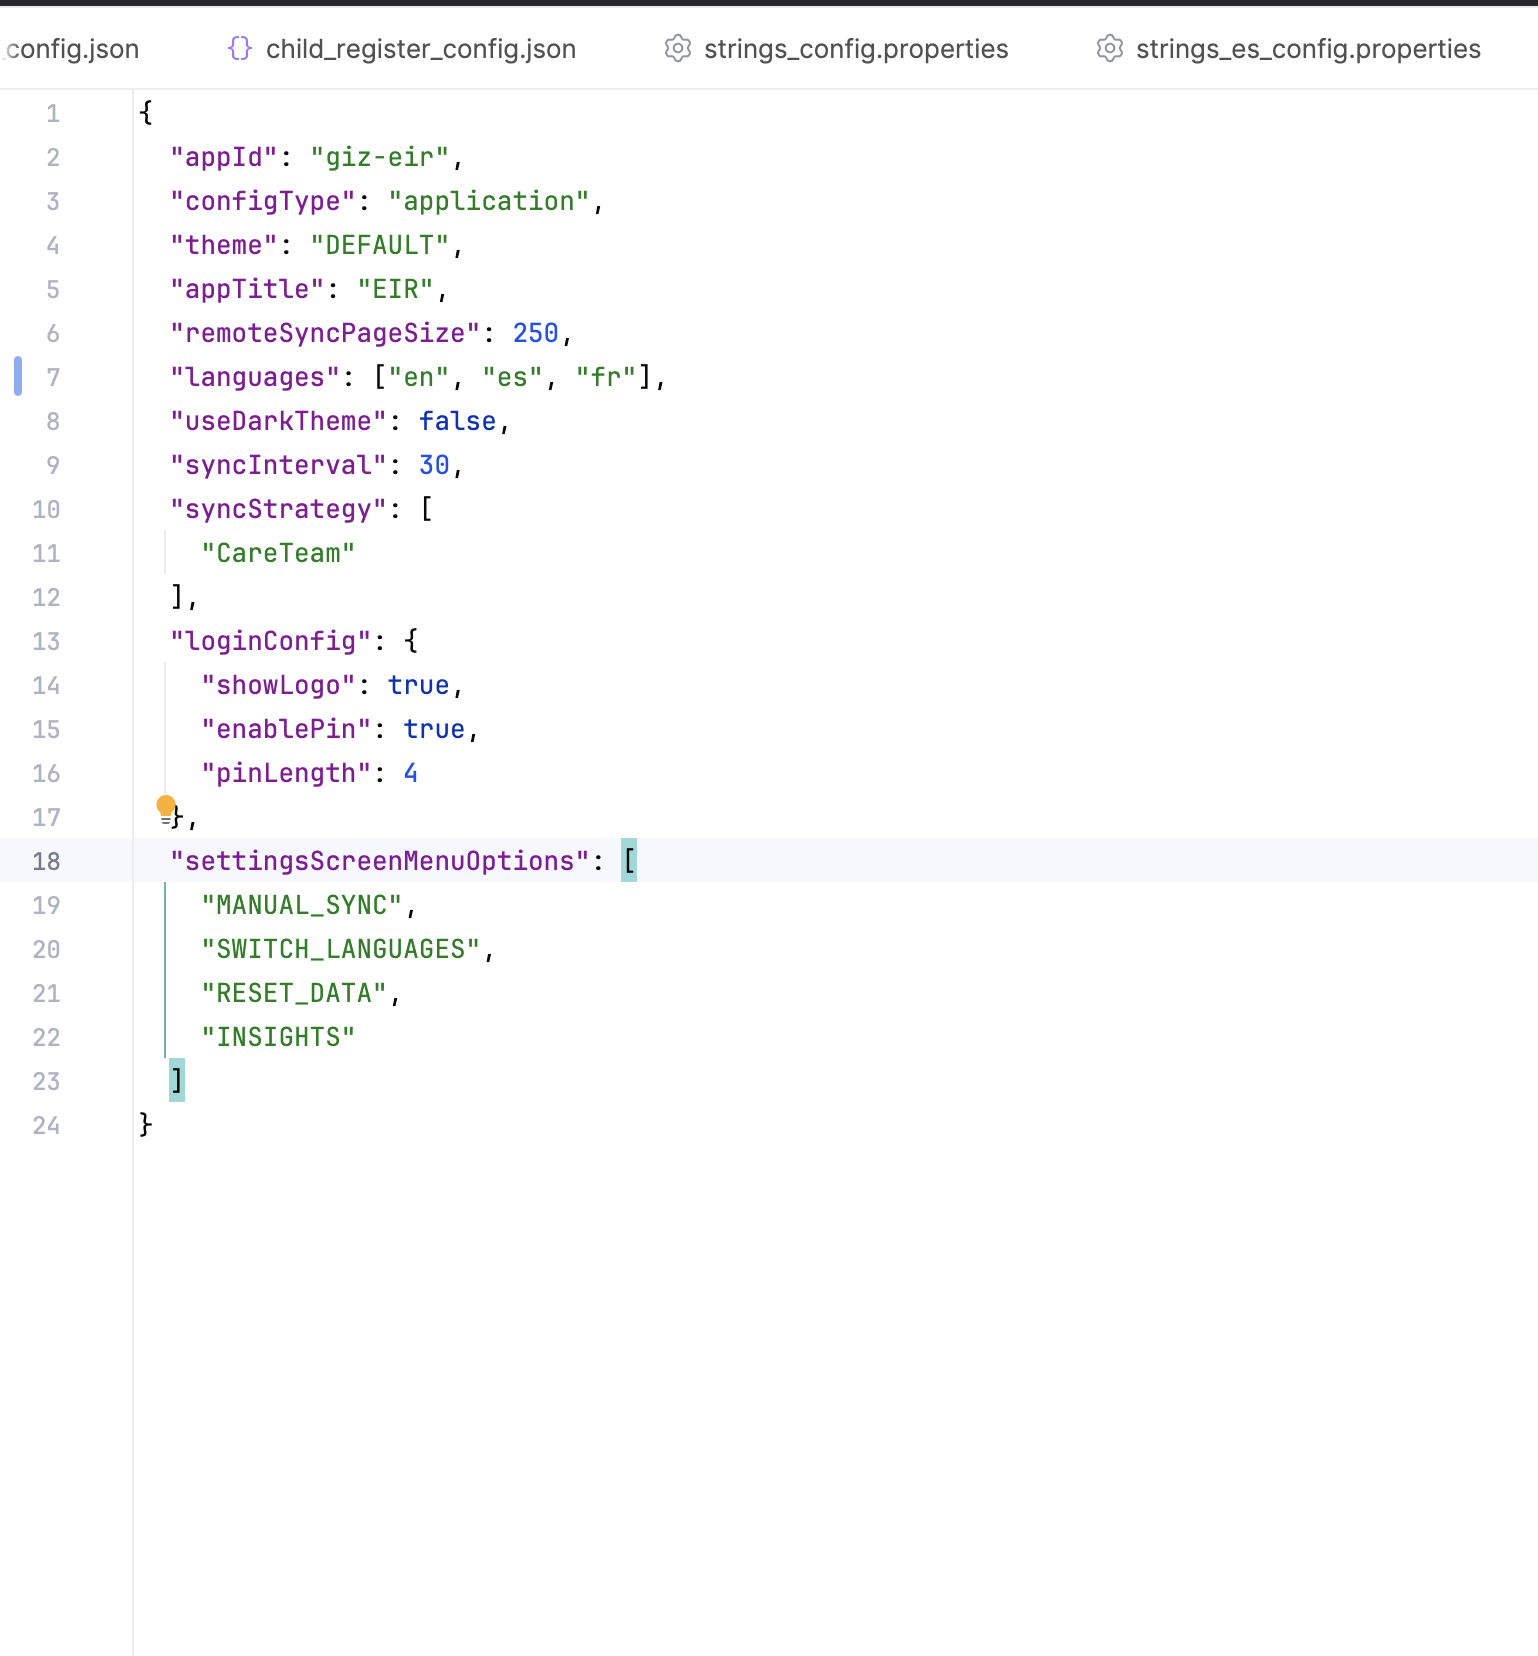 config.json child_register_config.json strings_config.properties strings_es_config.properties
1 {
2 "appId": "giz-eir",
3 "configType": "application",
4 "theme": "DEFAULT",
5 "appTitle": "EIR",
6 "remoteSyncPageSize": 250,
7 "languages": ["en", "es", "fr"],
8 "useDarkTheme": false,
9 "syncInterval": 30,
10 "syncStrategy": [
11 "CareTeam"
12 ],
13 "loginConfig": {
14 "showLogo": true,
15 "enablePin": true,
16 "pinLength": 4
17 },
18 "settingsScreenMenuOptions": [
19 "MANUAL_SYNC",
20 "SWITCH_LANGUAGES",
21 "RESET_DATA",
22 "INSIGHTS"
23 ]
24 }